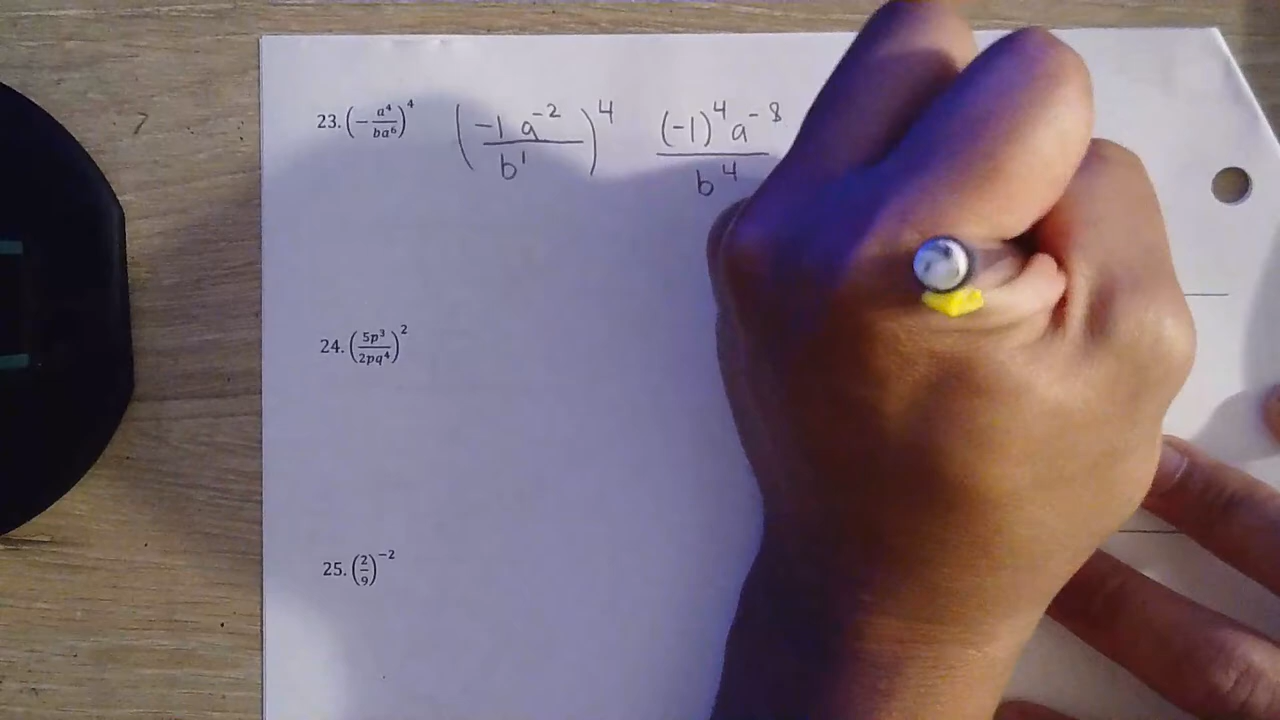 23. (-a⁴/ba⁶)⁴ (-1 a⁻²/b¹)⁴ (-1)⁴ a⁻⁸/b⁴
24. (5p³/2pq⁴)²
25. (2/9)⁻²